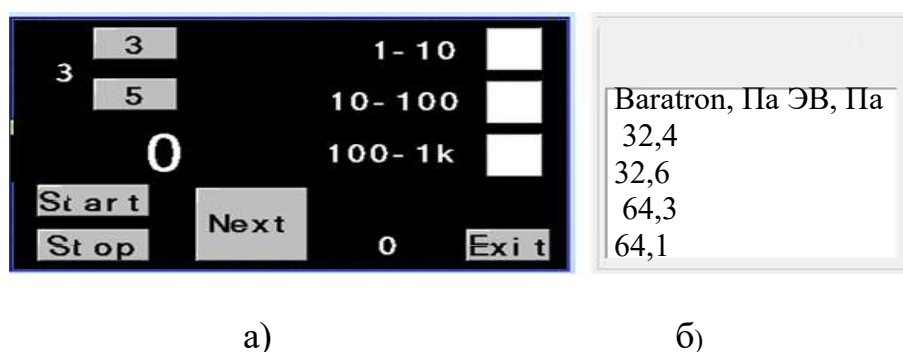 3
3
5
0
Start
Stop
Next
1-10
10-100
100-1k
0
Exit
Baratron, Па ЭВ, Па
32,4
32,6
64,3
64,1
а)
б)